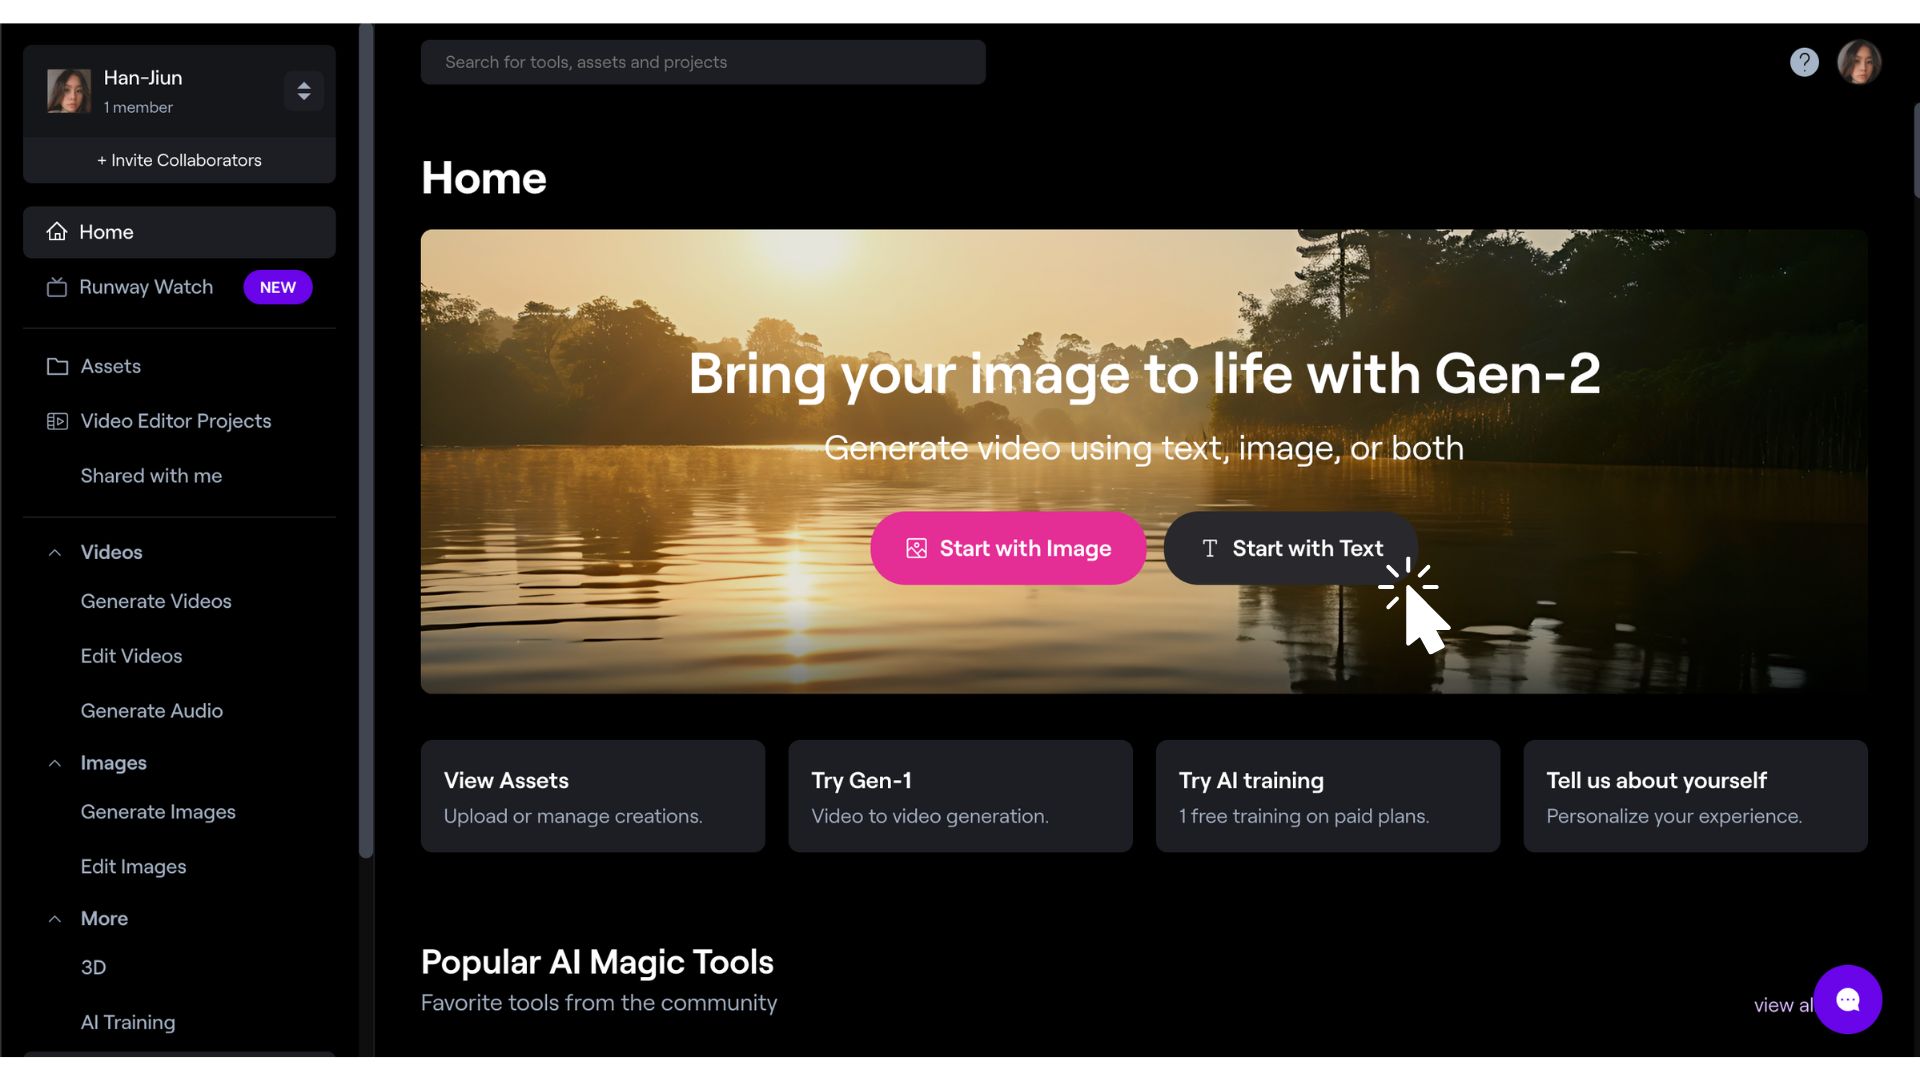 Han-Jiun
1 member
+ Invite Collaborators
Home
Runway Watch NEW
Assets
Video Editor Projects
Shared with me
Videos
Generate Videos
Edit Videos
Generate Audio
Images
Generate Images
Edit Images
More
3D
AI Training
Search for tools, assets and projects
?
Home
Bring your image to life with Gen-2
Generate video using text, image, or both
Start with Image
T Start with Text
View Assets
Upload or manage creations.
Try Gen-1
Video to video generation.
Try AI training
1 free training on paid plans.
Tell us about yourself
Personalize your experience.
Popular AI Magic Tools
Favorite tools from the community
view al